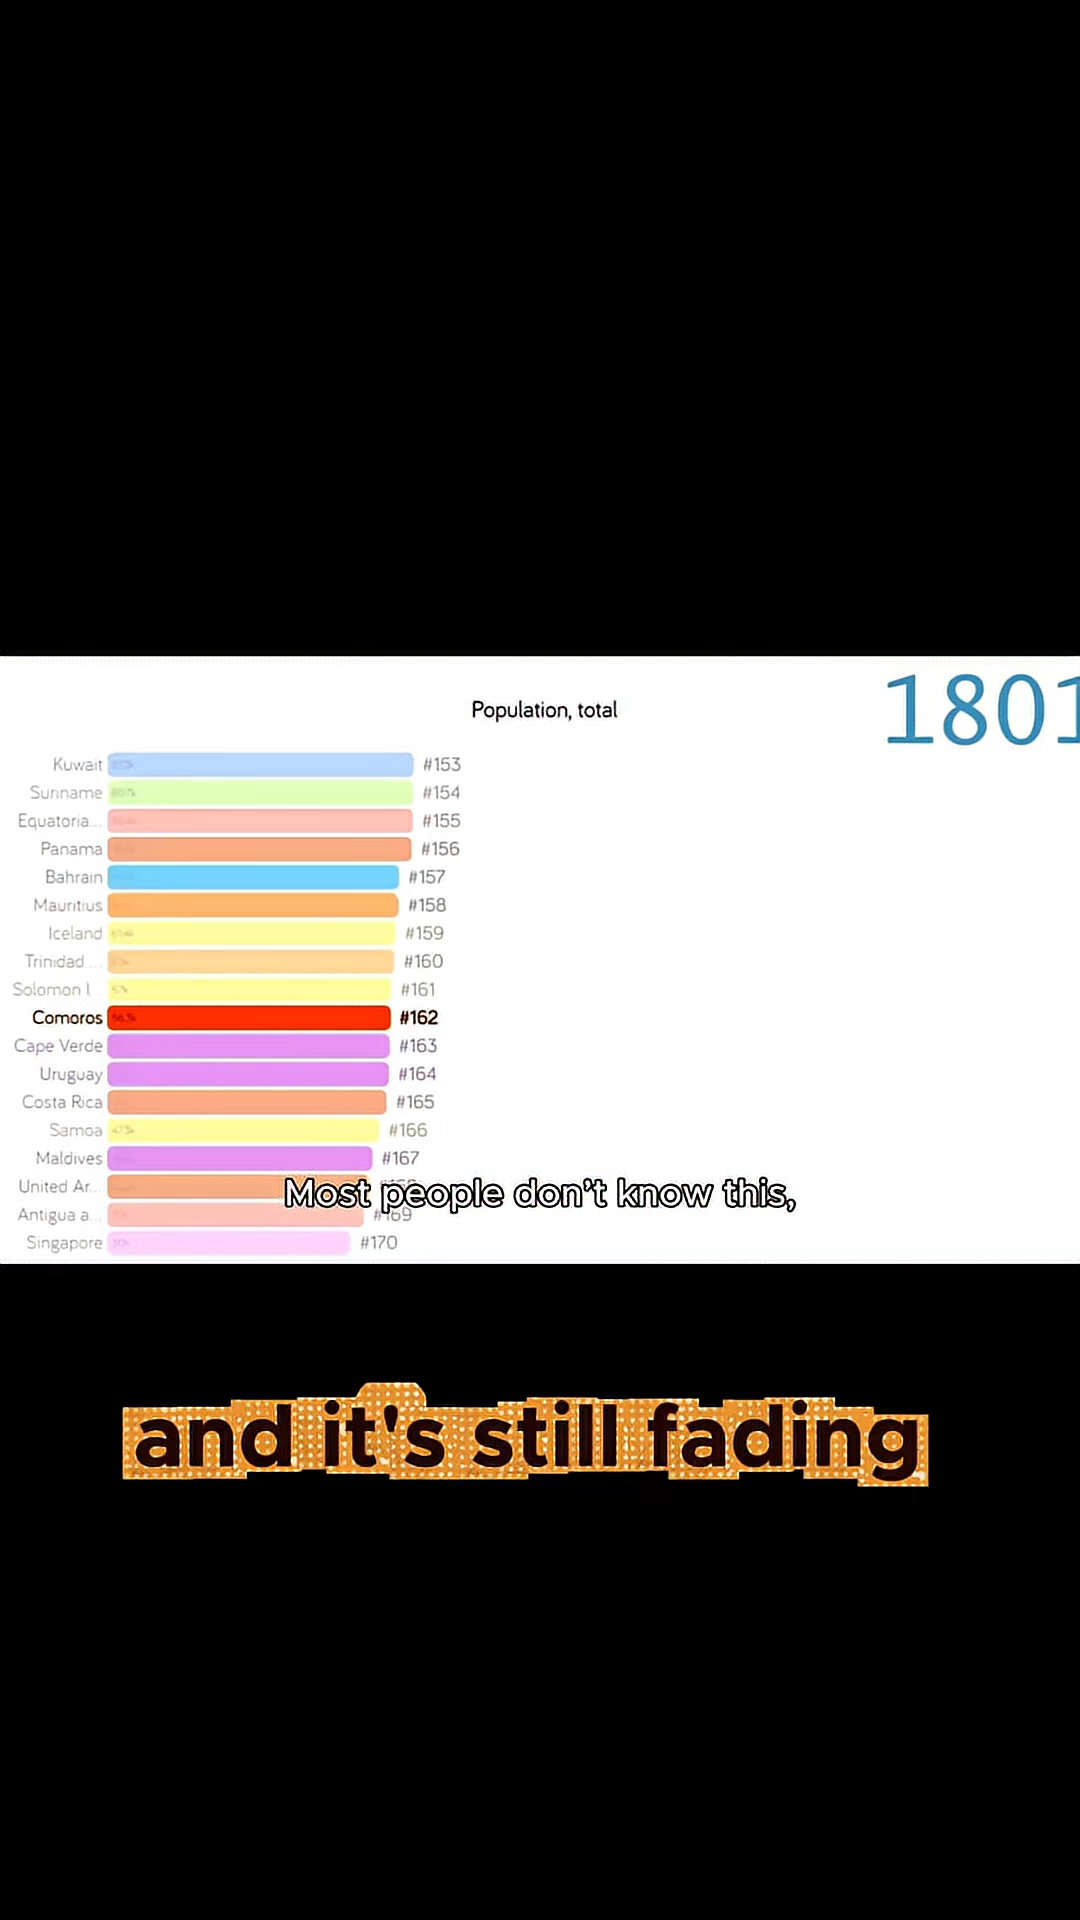 1801
Population, total
Kuwait #153
Suriname #154
Equatoria... #155
Panama #156
Bahrain #157
Mauritius #158
Iceland #159
Trinidad ... #160
Solomon I... #161
Comoros #162
Cape Verde #163
Uruguay #164
Costa Rica #165
Samoa #166
Maldives #167
United Ar...
Most people don't know this,
Antigua a... #169
Singapore #170
and it's still fading